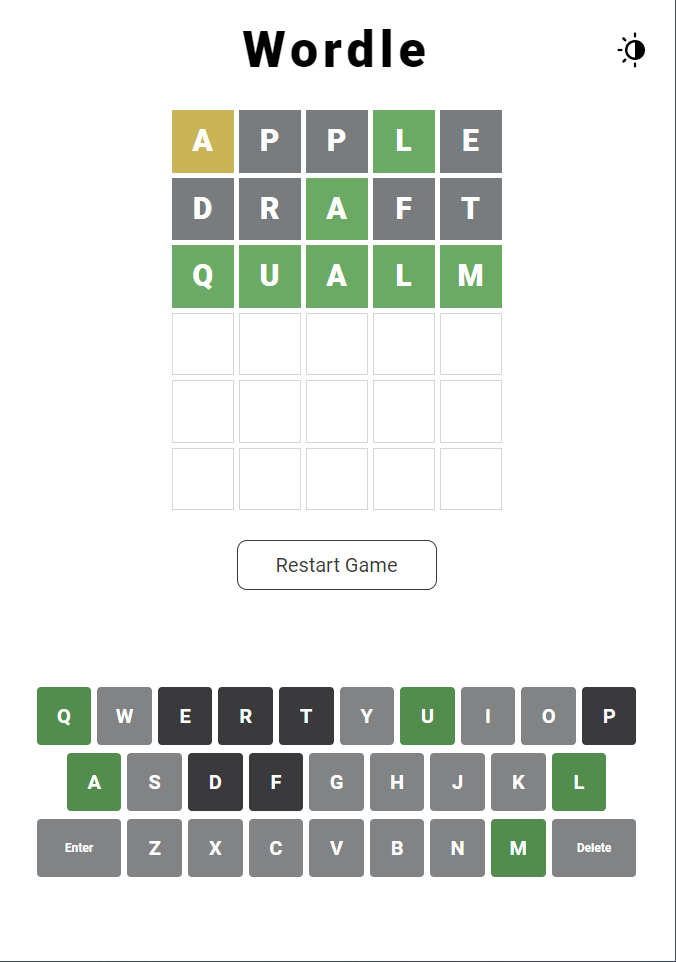 Wordle
A P P L E
D R A F T
Q U A L M
Restart Game
Q W E R T Y U I O P
A S D F G H J K L
Enter Z X C V B N M Delete